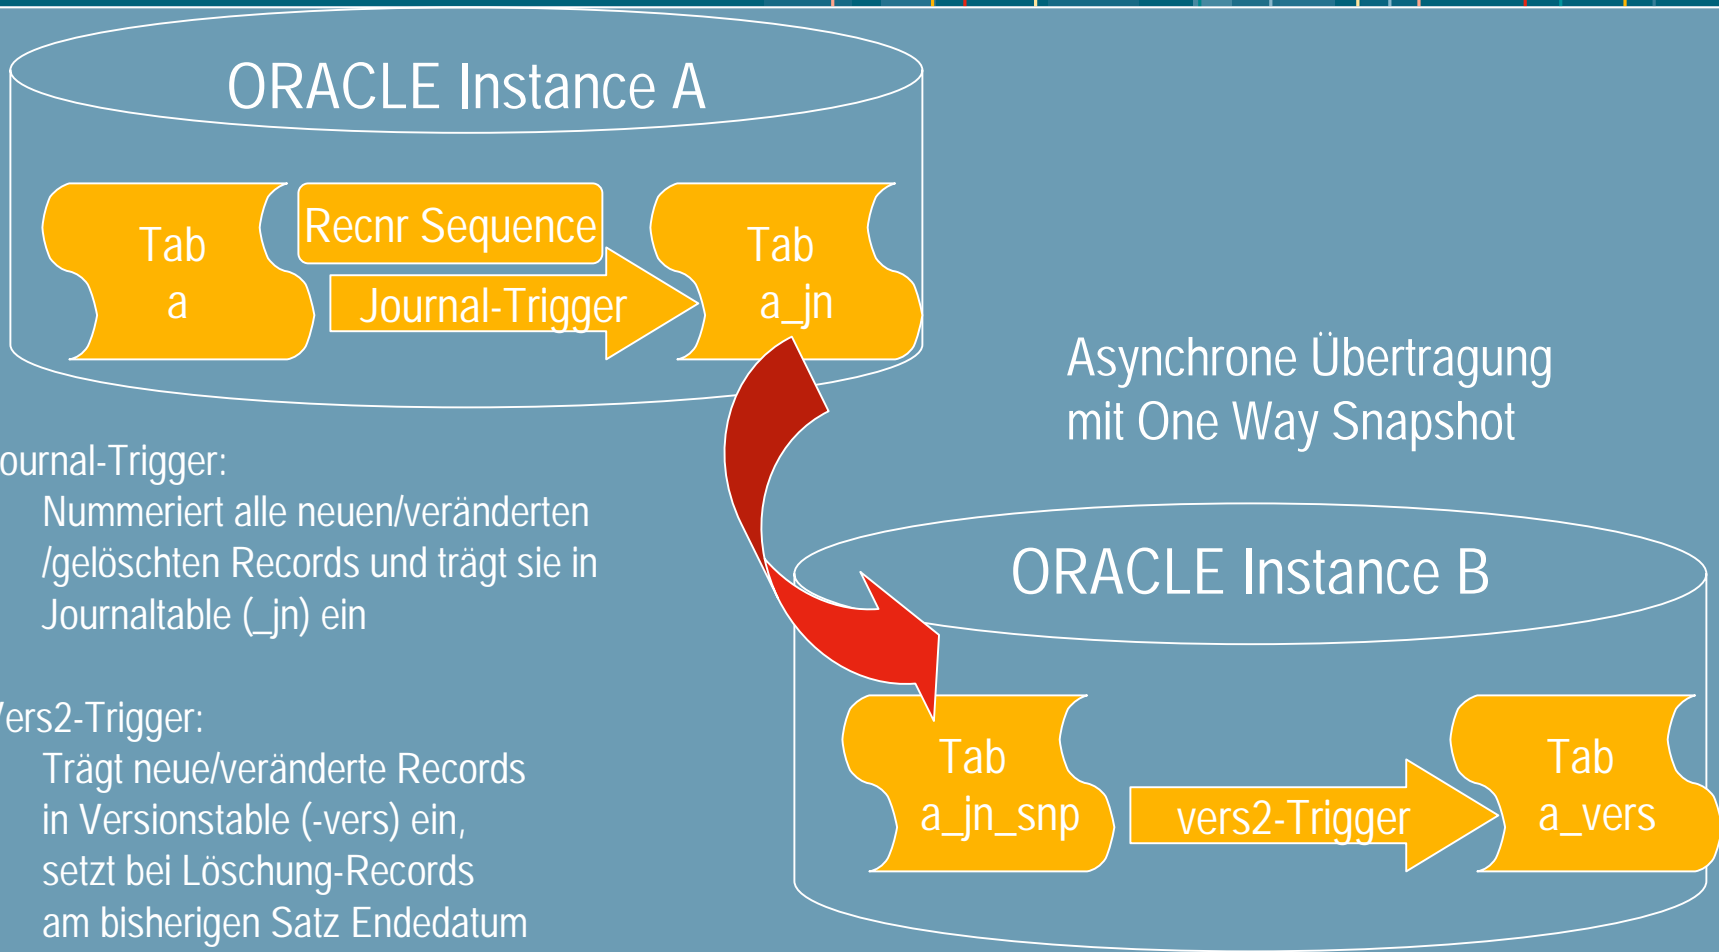 ORACLE Instance A
Tab
a
Recnr Sequence
Journal-Trigger
Tab
a_jn
Asynchrone Übertragung
mit One Way Snapshot
ournal-Trigger:
Nummeriert alle neuen/veränderten
/gelöschten Records und trägt sie in
Journaltable (_jn) ein
Vers2-Trigger:
Trägt neue/veränderte Records
in Versionstable (-vers) ein,
setzt bei Löschung-Records
am bisherigen Satz Endedatum
ORACLE Instance B
Tab
a_jn_snp
vers2-Trigger
Tab
a_vers